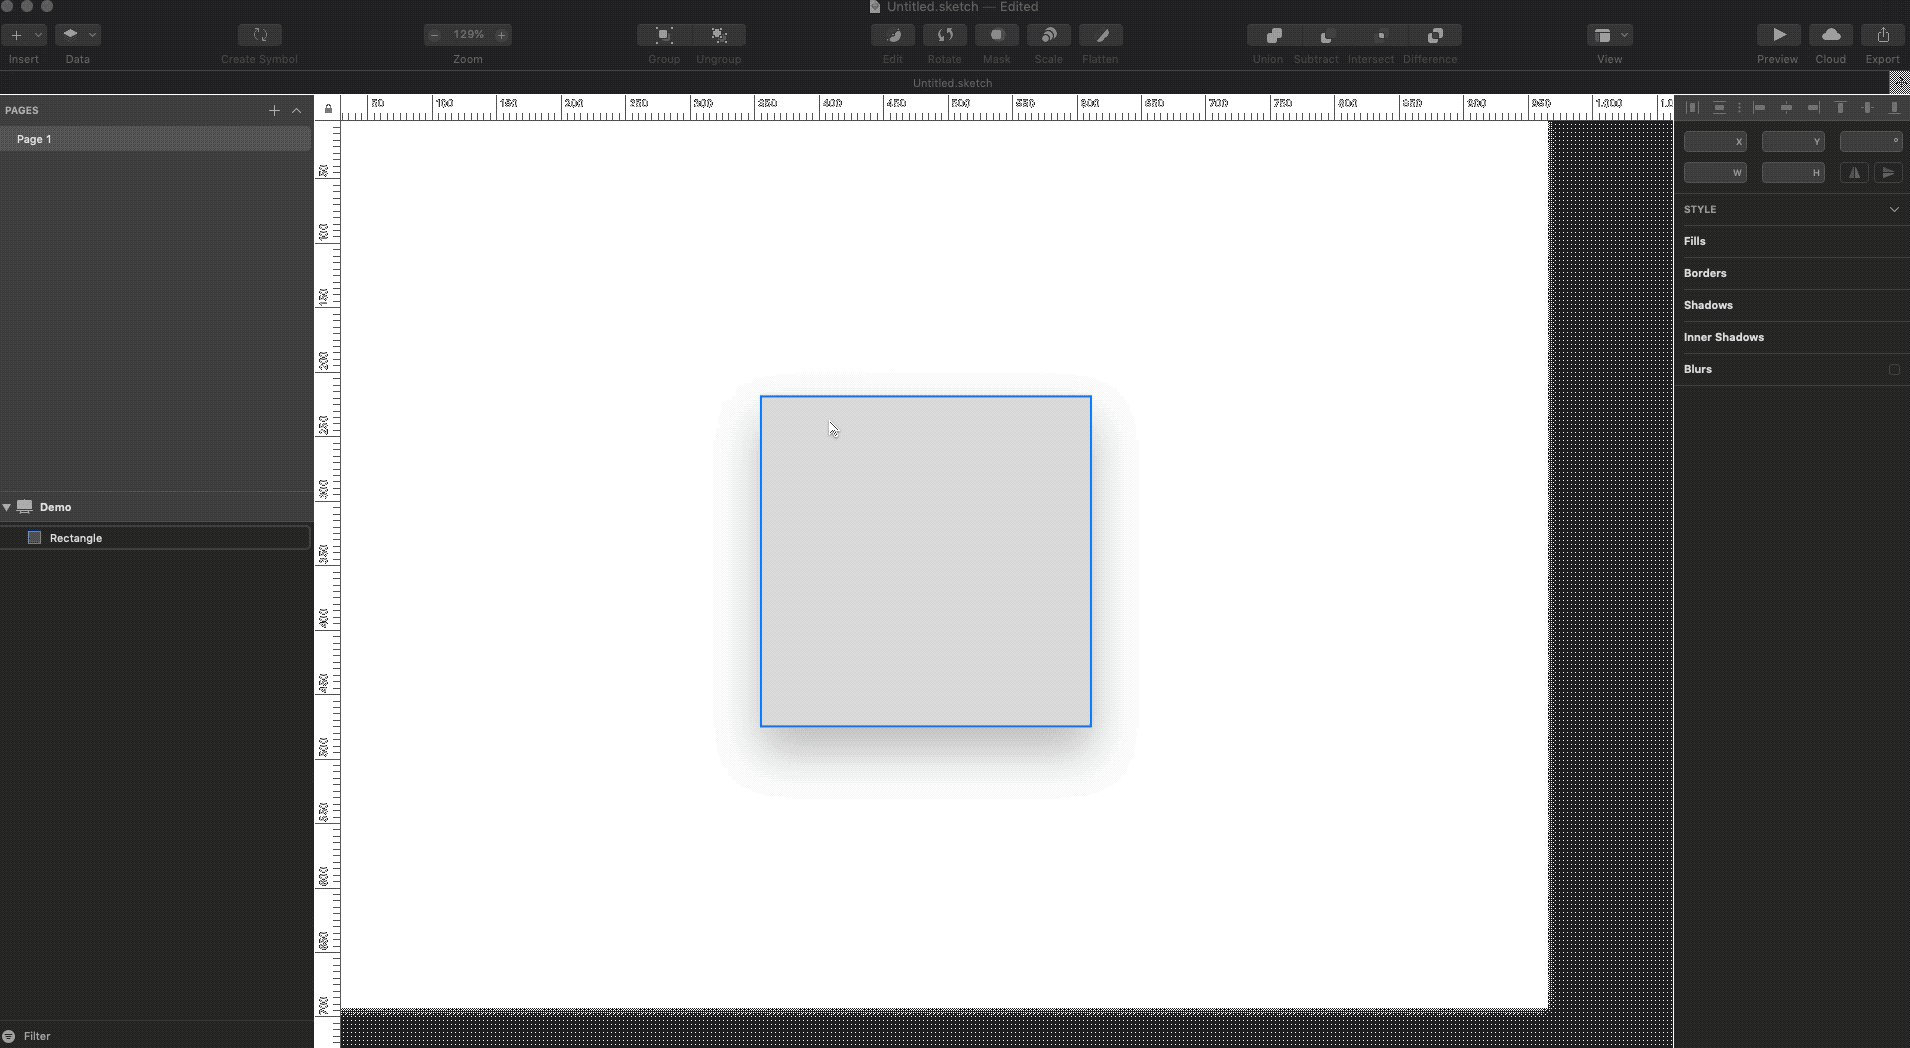 Untitled.sketch — Edited
129%
Insert Data Create Symbol Zoom Group Ungroup Edit Rotate Mask Scale Flatten Union Subtract Intersect Difference View Preview Cloud Export
Untitled.sketch
PAGES
Page 1
Demo
Rectangle
Filter
50 100 150 200 250 300 350 400 450 500 550 600 650 700 750 800 850 900 950 1.000 1.0
50
100
150
200
250
300
350
400
450
500
550
600
650
700
X Y °
W H
STYLE
Fills
Borders
Shadows
Inner Shadows
Blurs